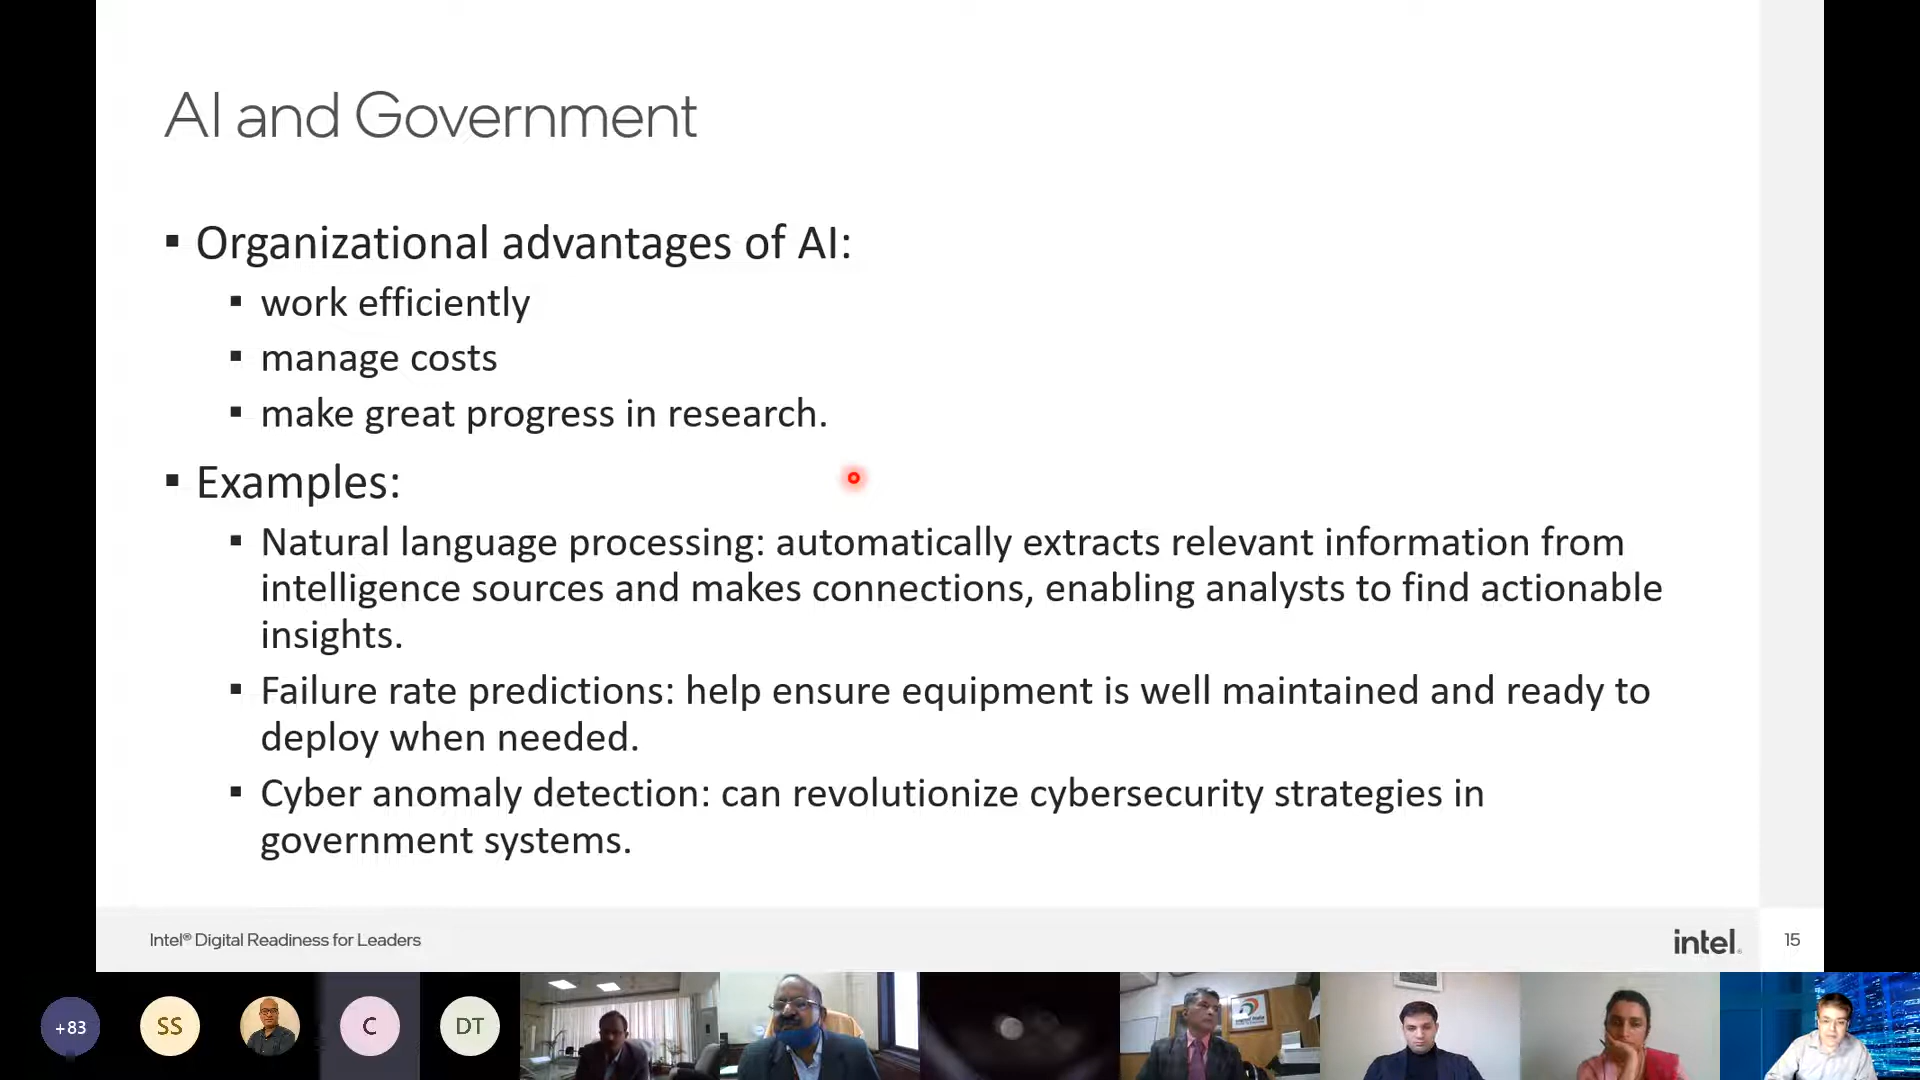 AI and Government
▪ Organizational advantages of AI:
▪ work efficiently
▪ manage costs
▪ make great progress in research.
▪ Examples:
▪ Natural language processing: automatically extracts relevant information from
intelligence sources and makes connections, enabling analysts to find actionable
insights.
▪ Failure rate predictions: help ensure equipment is well maintained and ready to
deploy when needed.
▪ Cyber anomaly detection: can revolutionize cybersecurity strategies in
government systems.
Intel® Digital Readiness for Leaders
intel.
15
+83
SS
C
DT